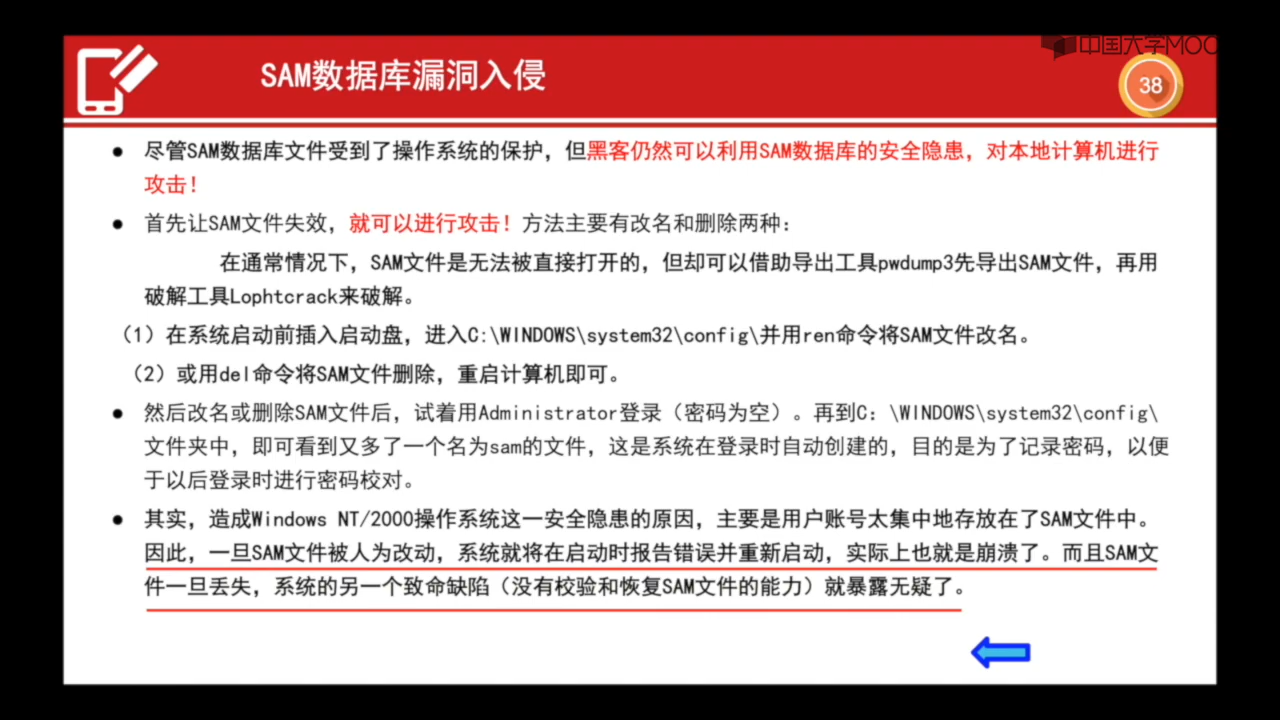 中国大学MOOC
SAM数据库漏洞入侵
38
● 尽管SAM数据库文件受到了操作系统的保护，但黑客仍然可以利用SAM数据库的安全隐患，对本地计算机进行
攻击！
● 首先让SAM文件失效，就可以进行攻击！方法主要有改名和删除两种：
在通常情况下，SAM文件是无法被直接打开的，但却可以借助导出工具pwdump3先导出SAM文件，再用
破解工具Lophtcrack来破解。
（1）在系统启动前插入启动盘，进入C:\WINDOWS\system32\config\并用ren命令将SAM文件改名。
（2）或用del命令将SAM文件删除，重启计算机即可。
● 然后改名或删除SAM文件后，试着用Administrator登录（密码为空）。再到C：\WINDOWS\system32\config\
文件夹中，即可看到又多了一个名为sam的文件，这是系统在登录时自动创建的，目的是为了记录密码，以便
于以后登录时进行密码校对。
● 其实，造成Windows NT/2000操作系统这一安全隐患的原因，主要是用户账号太集中地存放在了SAM文件中。
因此，一旦SAM文件被人为改动，系统就将在启动时报告错误并重新启动，实际上也就是崩溃了。而且SAM文
件一旦丢失，系统的另一个致命缺陷（没有校验和恢复SAM文件的能力）就暴露无疑了。